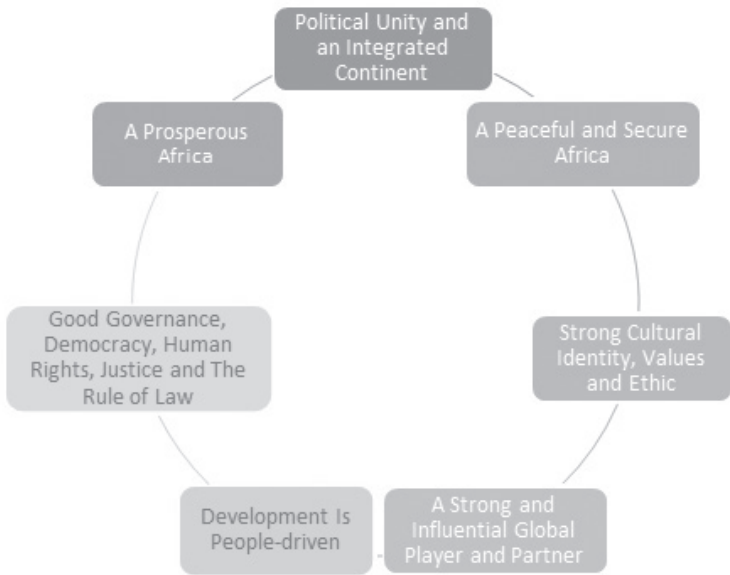 Political Unity and
an Integrated
Continent
A Peaceful and Secure
Africa
Strong Cultural
Identity, Values
and Ethic
A Strong and
Influential Global
Player and Partner
Development Is
People-driven
Good Governance,
Democracy, Human
Rights, Justice and The
Rule of Law
A Prosperous
Africa